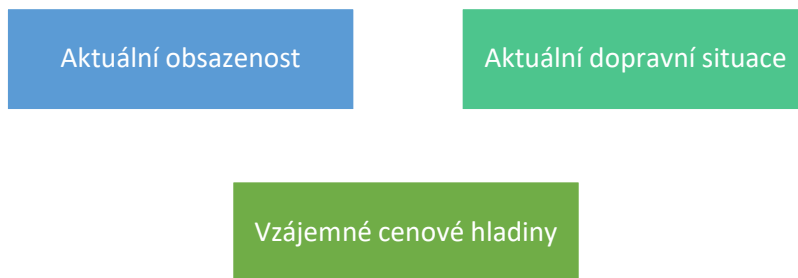 Aktuální obsazenost
Aktuální dopravní situace
Vzájemné cenové hladiny